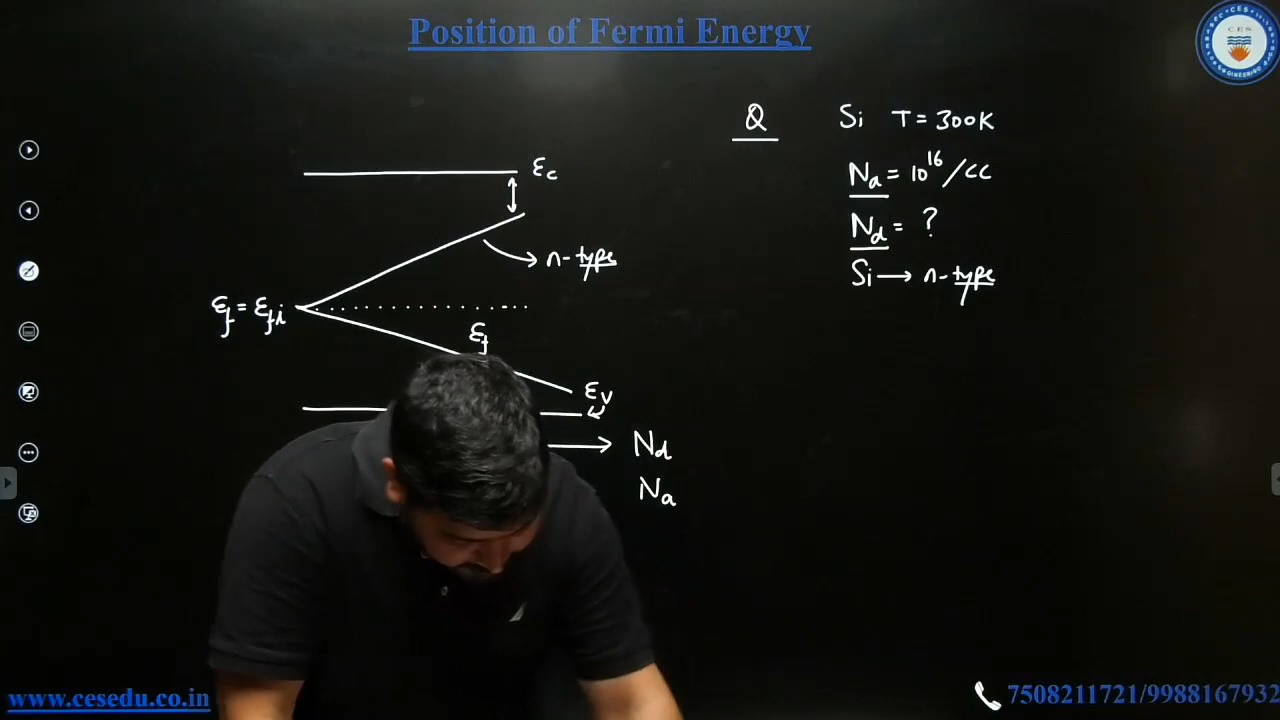 Position of Fermi Energy
Q Si T = 300K
Na = 10^16 /cc
Nd = ?
Si → n-type
εc
n-type
εf = εfi
εf
εv
Nd
Na
C.E.S
www.cesedu.co.in
7508211721/9988167932